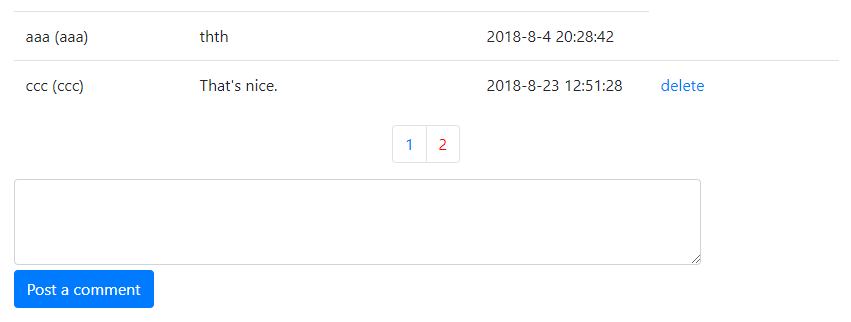 aaa (aaa) thth 2018-8-4 20:28:42
ccc (ccc) That's nice. 2018-8-23 12:51:28 delete
1 2
Post a comment